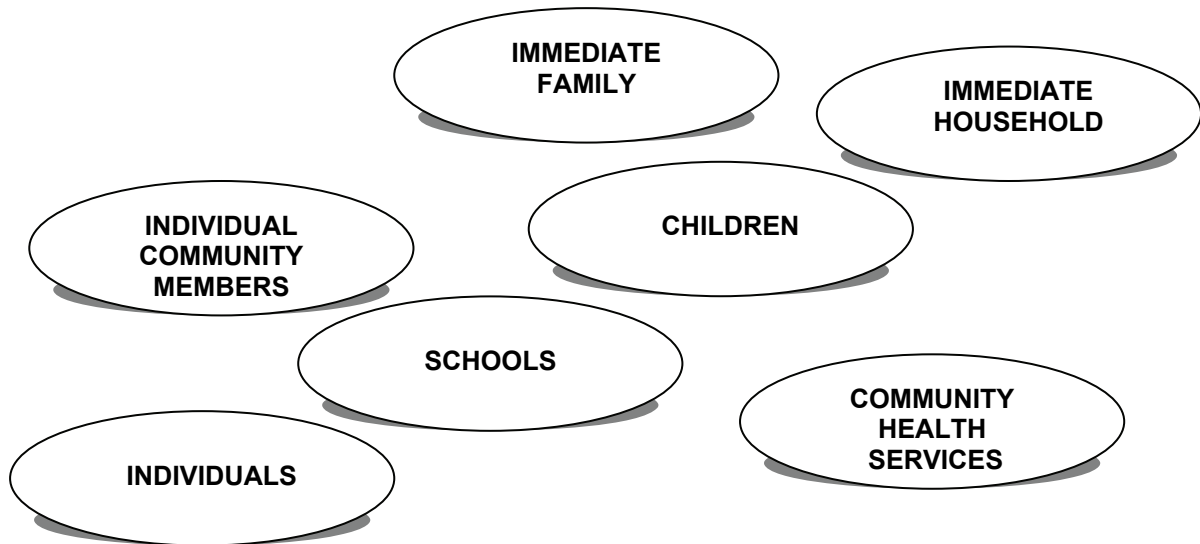 IMMEDIATE
FAMILY
IMMEDIATE
HOUSEHOLD
INDIVIDUAL
COMMUNITY
MEMBERS
CHILDREN
SCHOOLS
COMMUNITY
HEALTH
SERVICES
INDIVIDUALS